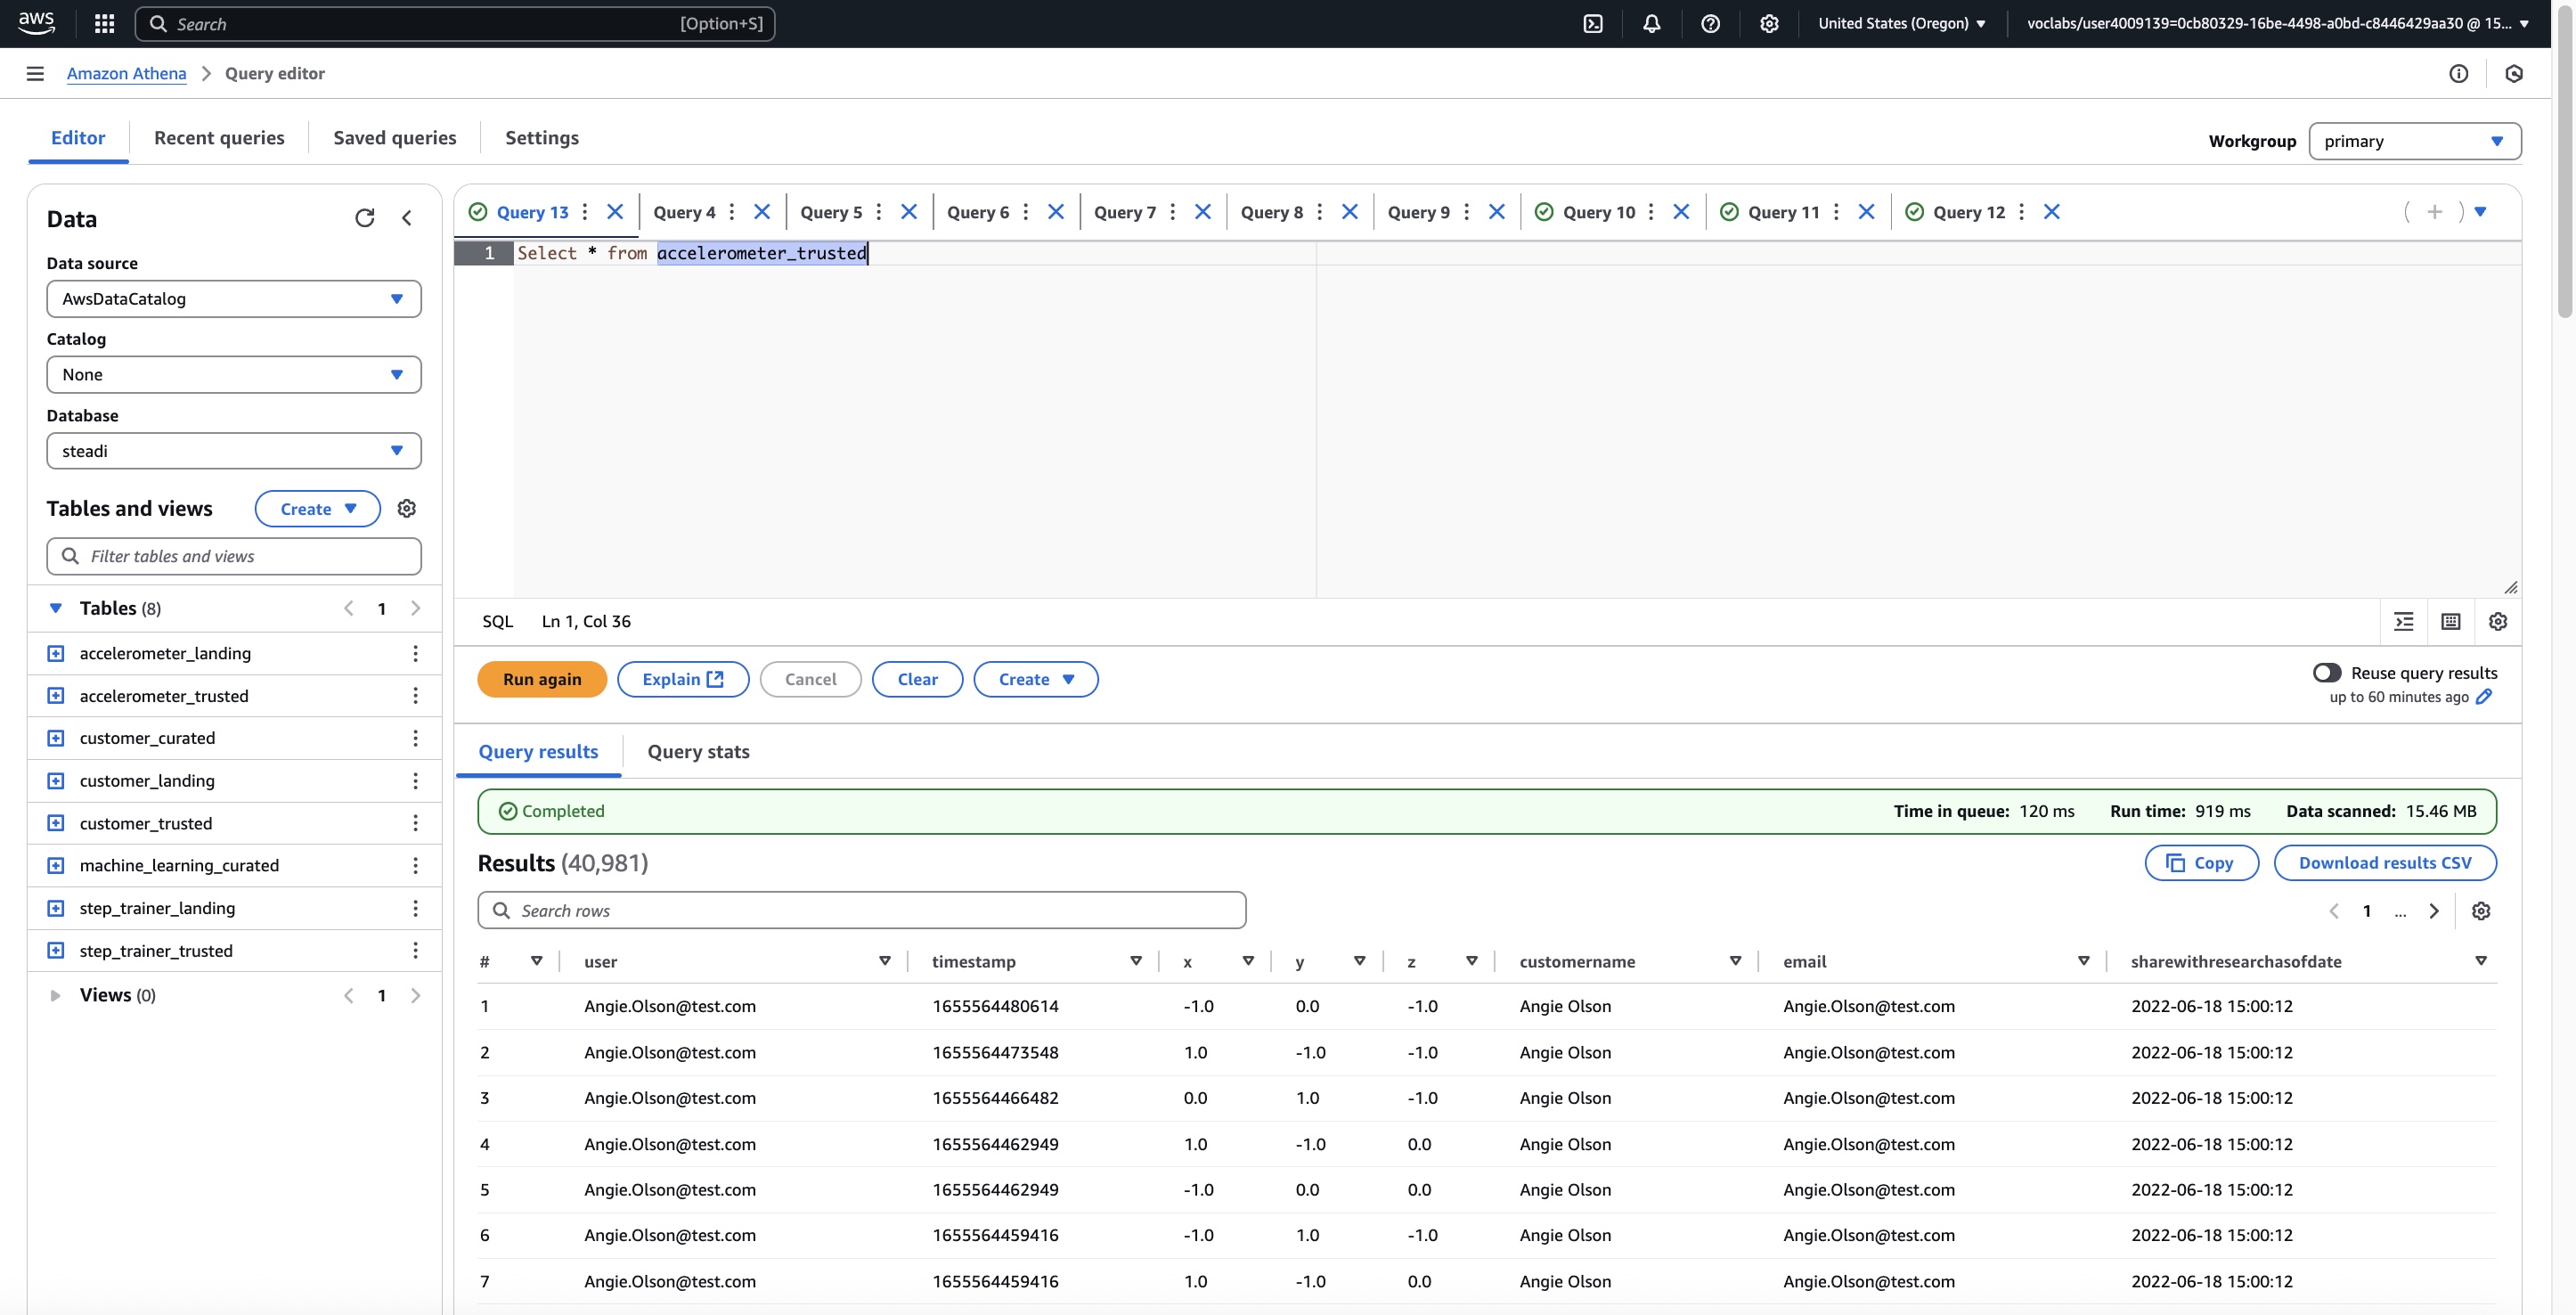 aws Search [Option+S] United States (Oregon) voclabs/user4009139=0cb80329-16be-4498-a0bd-c8446429aa30 @ 15...
Amazon Athena Query editor
Editor Recent queries Saved queries Settings Workgroup primary
Data
Data source
AwsDataCatalog
Catalog
None
Database
steadi
Tables and views Create
Filter tables and views
Tables (8) 1
accelerometer_landing
accelerometer_trusted
customer_curated
customer_landing
customer_trusted
machine_learning_curated
step_trainer_landing
step_trainer_trusted
Views (0) 1
Query 13 Query 4 Query 5 Query 6 Query 7 Query 8 Query 9 Query 10 Query 11 Query 12
1 Select * from accelerometer_trusted
SQL Ln 1, Col 36
Run again Explain Cancel Clear Create Reuse query results
up to 60 minutes ago
Query results Query stats
Completed Time in queue: 120 ms Run time: 919 ms Data scanned: 15.46 MB
Results (40,981) Copy Download results CSV
Search rows 1 ...
# user timestamp x y z customername email sharewithresearchasofdate
1 Angie.Olson@test.com 1655564480614 -1.0 0.0 -1.0 Angie Olson Angie.Olson@test.com 2022-06-18 15:00:12
2 Angie.Olson@test.com 1655564473548 1.0 -1.0 -1.0 Angie Olson Angie.Olson@test.com 2022-06-18 15:00:12
3 Angie.Olson@test.com 1655564466482 0.0 1.0 -1.0 Angie Olson Angie.Olson@test.com 2022-06-18 15:00:12
4 Angie.Olson@test.com 1655564462949 1.0 -1.0 0.0 Angie Olson Angie.Olson@test.com 2022-06-18 15:00:12
5 Angie.Olson@test.com 1655564462949 -1.0 0.0 0.0 Angie Olson Angie.Olson@test.com 2022-06-18 15:00:12
6 Angie.Olson@test.com 1655564459416 -1.0 1.0 -1.0 Angie Olson Angie.Olson@test.com 2022-06-18 15:00:12
7 Angie.Olson@test.com 1655564459416 1.0 -1.0 0.0 Angie Olson Angie.Olson@test.com 2022-06-18 15:00:12